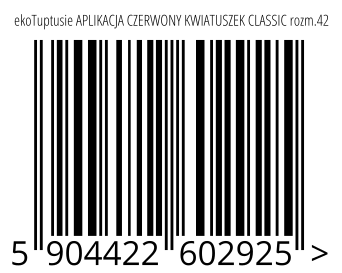 ekoTuptusie APLIKACJA CZERWONY KWIATUSZEK CLASSIC rozm.42
5 904422 602925 >